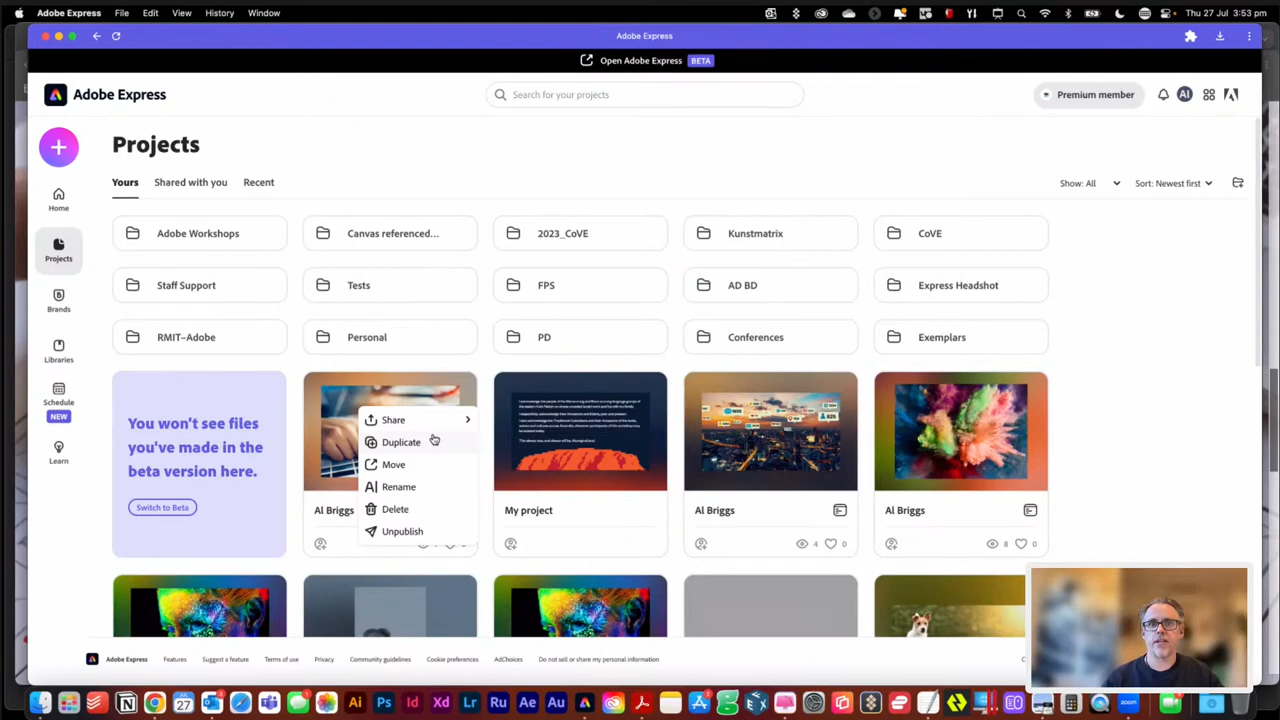 Adobe Express File Edit View History Window Thu 27 Jul 3:53 pm
Adobe Express
Open Adobe Express BETA
Adobe Express
Search for your projects
Premium member
AI
Projects
Yours Shared with you Recent
Show: All
Sort: Newest first
Home
Projects
Brands
Libraries
Schedule
NEW
Learn
Adobe Workshops
Canvas referenced...
2023_CoVE
Kunstmatrix
CoVE
Staff Support
Tests
FPS
AD BD
Express Headshot
RMIT–Adobe
Personal
PD
Conferences
Exemplars
You won't see files
you've made in the
beta version here.
Switch to Beta
Share
Duplicate
Move
Rename
Delete
Unpublish
Al Briggs
My project
Al Briggs
4 0
Al Briggs
8 0
Adobe Express Features Suggest a feature Terms of use Privacy Community guidelines Cookie preferences AdChoices Do not sell or share my personal information